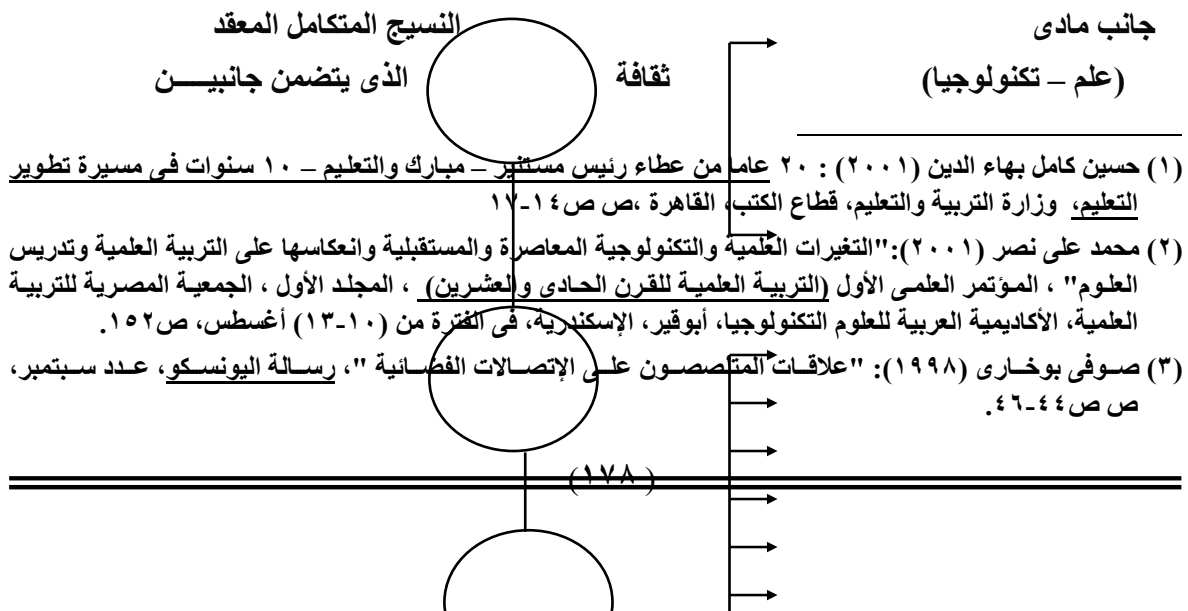 جانب مادى النسيج المتكامل المعقد
(علم – تكنولوجيا) ثقافة الذى يتضمن جانبيـــــن
(١) حسين كامل بهاء الدين (٢٠٠١) : ٢٠ عاما من عطاء رئيس مستنير – مبارك والتعليم – ١٠ سنوات فى مسيرة تطوير
التعليم، وزارة التربية والتعليم، قطاع الكتب، القاهرة ،ص ص١٤-١٧
(٢) محمد على نصر (٢٠٠١):"التغيرات العلمية والتكنولوجية المعاصرة والمستقبلية وانعكاسها على التربية العلمية وتدريس
العلوم" ، المؤتمر العلمى الأول (التربية العلمية للقرن الحادى والعشرين) ، المجلد الأول ، الجمعية المصرية للتربية
العلمية، الأكاديمية العربية للعلوم التكنولوجيا، أبوقير، الإسكندرية، فى الفترة من (١٠-١٣) أغسطس، ص١٥٢.
(٣) صوفى بوخارى (١٩٩٨): "علاقات المتلصصون على الإتصالات الفضائية "، رسالة اليونسكو، عدد سبتمبر،
ص ص٤٤-٤٦.
(١٧٨)